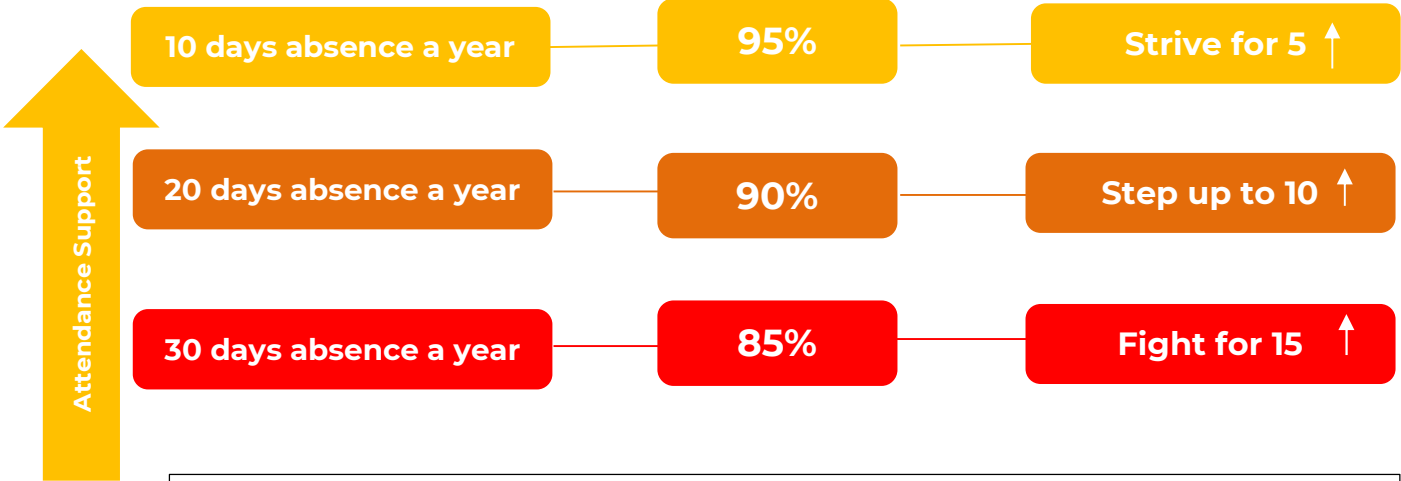 10 days absence a year
95%
Strive for 5
20 days absence a year
90%
Step up to 10
30 days absence a year
85%
Fight for 15
Attendance Support